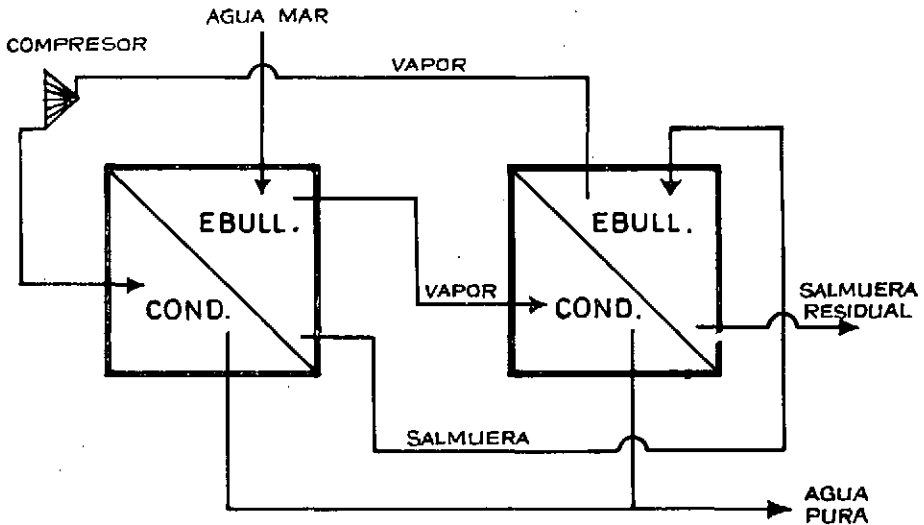 AGUA MAR
COMPRESOR
VAPOR
EBULL.
COND.
EBULL.
COND.
VAPOR
SALMUERA
RESIDUAL
SALMUERA
AGUA
PURA